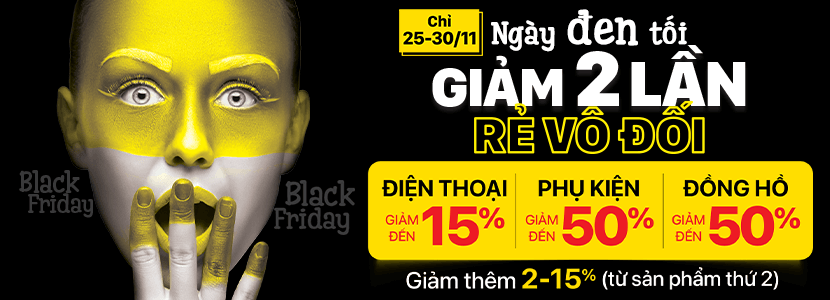 Chỉ
25-30/11
Ngày đen tối
GIẢM 2 LẦN
RẺ VÔ ĐỐI
Black
Friday
Black
Friday
ĐIỆN THOẠI
GIẢM
ĐẾN
15%
PHỤ KIỆN
GIẢM
ĐẾN
50%
ĐỒNG HỒ
GIẢM
ĐẾN
50%
Giảm thêm 2-15% (từ sản phẩm thứ 2)